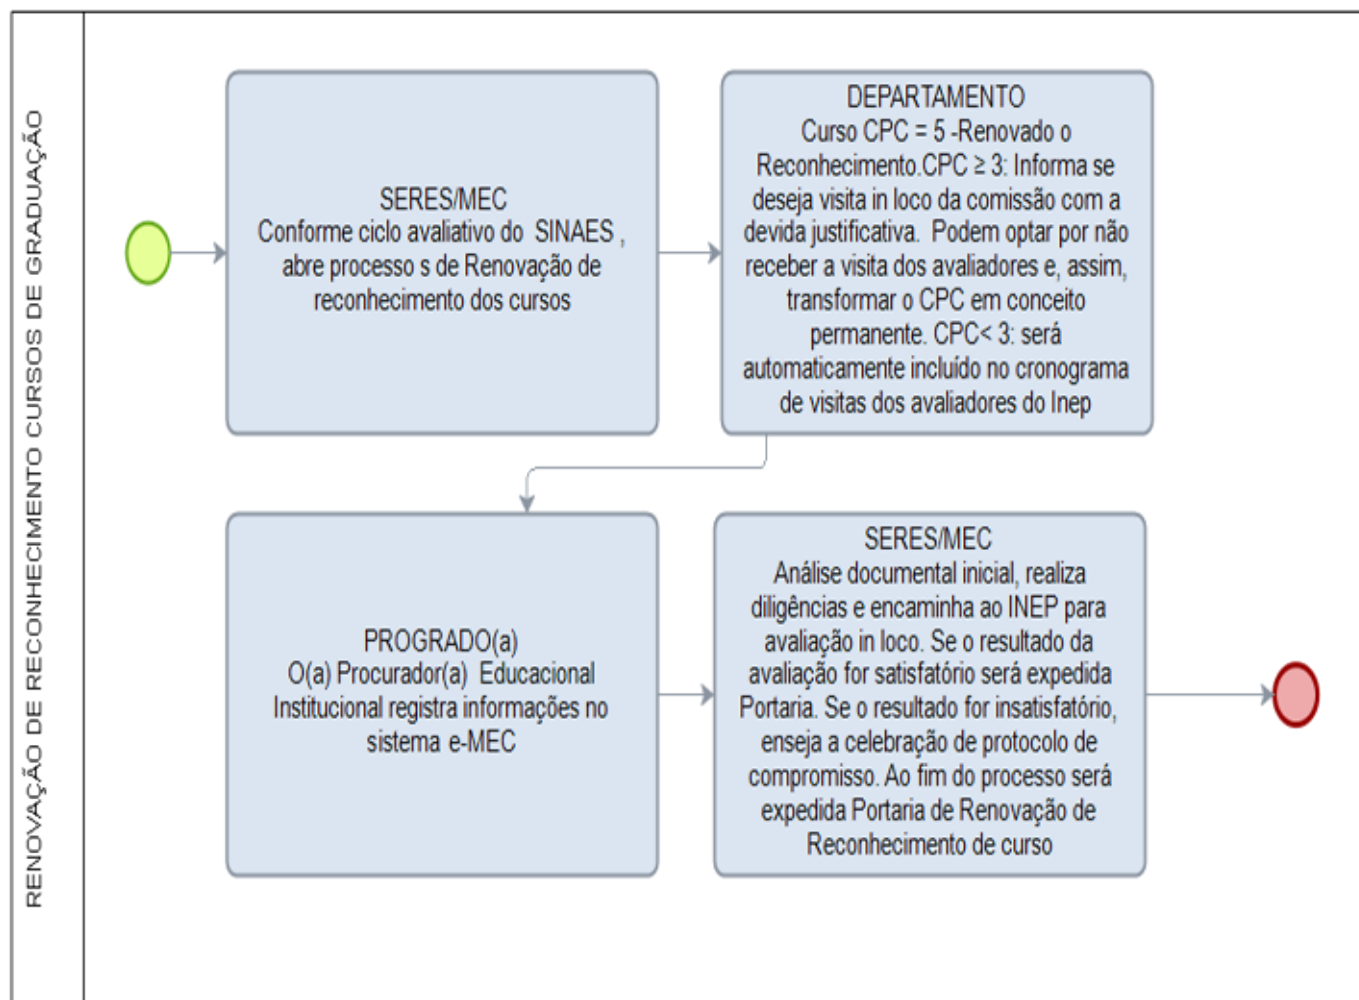 RENOVAÇÃO DE RECONHECIMENTO CURSOS DE GRADUAÇÃO
SERES/MEC
Conforme ciclo avaliativo do SINAES ,
abre processo s de Renovação de
reconhecimento dos cursos
DEPARTAMENTO
Curso CPC = 5 -Renovado o
Reconhecimento.CPC ≥ 3: Informa se
deseja visita in loco da comissão com a
devida justificativa. Podem optar por não
receber a visita dos avaliadores e, assim,
transformar o CPC em conceito
permanente. CPC< 3: será
automaticamente incluído no cronograma
de visitas dos avaliadores do Inep
PROGRADO(a)
O(a) Procurador(a) Educacional
Institucional registra informações no
sistema e-MEC
SERES/MEC
Análise documental inicial, realiza
diligências e encaminha ao INEP para
avaliação in loco. Se o resultado da
avaliação for satisfatório será expedida
Portaria. Se o resultado for insatisfatório,
enseja a celebração de protocolo de
compromisso. Ao fim do processo será
expedida Portaria de Renovação de
Reconhecimento de curso